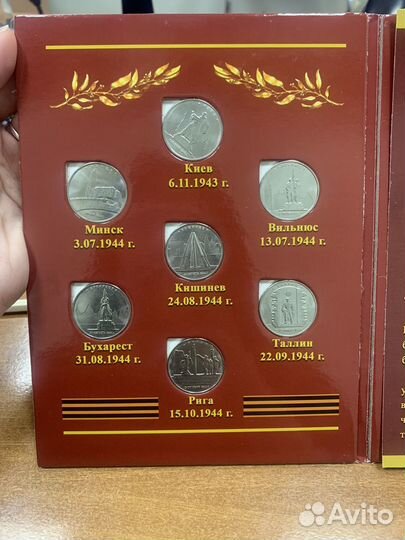 Киев
6.11.1943 г.
Минск
3.07.1944 г.
Вильнюс
13.07.1944 г.
Кишинев
24.08.1944 г.
Бухарест
31.08.1944 г.
Таллин
22.09.1944 г.
Рига
15.10.1944 г.
Avito